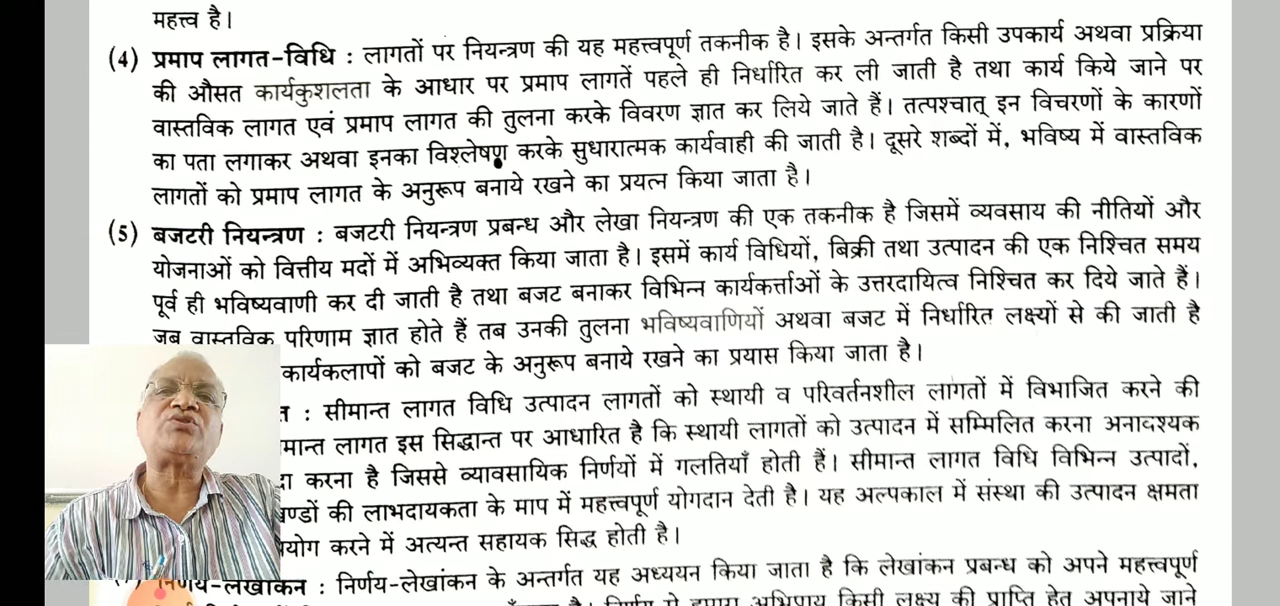 महत्त्व है।
(4) प्रमाप लागत-विधि : लागतों पर नियन्त्रण की यह महत्त्वपूर्ण तकनीक है। इसके अन्तर्गत किसी उपकार्य अथवा प्रक्रिया
की औसत कार्यकुशलता के आधार पर प्रमाप लागतें पहले ही निर्धारित कर ली जाती है तथा कार्य किये जाने पर
वास्तविक लागत एवं प्रमाप लागत की तुलना करके विवरण ज्ञात कर लिये जाते हैं। तत्पश्चात् इन विचरणों के कारणों
का पता लगाकर अथवा इनका विश्लेषण करके सुधारात्मक कार्यवाही की जाती है। दूसरे शब्दों में, भविष्य में वास्तविक
लागतों को प्रमाप लागत के अनुरूप बनाये रखने का प्रयत्न किया जाता है।
(5) बजटरी नियन्त्रण : बजटरी नियन्त्रण प्रबन्ध और लेखा नियन्त्रण की एक तकनीक है जिसमें व्यवसाय की नीतियों और
योजनाओं को वित्तीय मदों में अभिव्यक्त किया जाता है। इसमें कार्य विधियों, बिक्री तथा उत्पादन की एक निश्चित समय
पूर्व ही भविष्यवाणी कर दी जाती है तथा बजट बनाकर विभिन्न कार्यकर्त्ताओं के उत्तरदायित्व निश्चित कर दिये जाते हैं।
जब वास्तविक परिणाम ज्ञात होते हैं तब उनकी तुलना भविष्यवाणियों अथवा बजट में निर्धारित लक्ष्यों से की जाती है
कार्यकलापों को बजट के अनुरूप बनाये रखने का प्रयास किया जाता है।
: सीमान्त लागत विधि उत्पादन लागतों को स्थायी व परिवर्तनशील लागतों में विभाजित करने की
लागत इस सिद्धान्त पर आधारित है कि स्थायी लागतों को उत्पादन में सम्मिलित करना अनावश्यक
करना है जिससे व्यावसायिक निर्णयों में गलतियाँ होती हैं। सीमान्त लागत विधि विभिन्न उत्पादों,
की लाभदायकता के माप में महत्त्वपूर्ण योगदान देती है। यह अल्पकाल में संस्था की उत्पादन क्षमता
करने में अत्यन्त सहायक सिद्ध होती है।
निर्णय-लेखांकन : निर्णय-लेखांकन के अन्तर्गत यह अध्ययन किया जाता है कि लेखांकन प्रबन्ध को अपने महत्त्वपूर्ण
किसी लक्ष्य की प्राप्ति हेतु अपनाये जाने